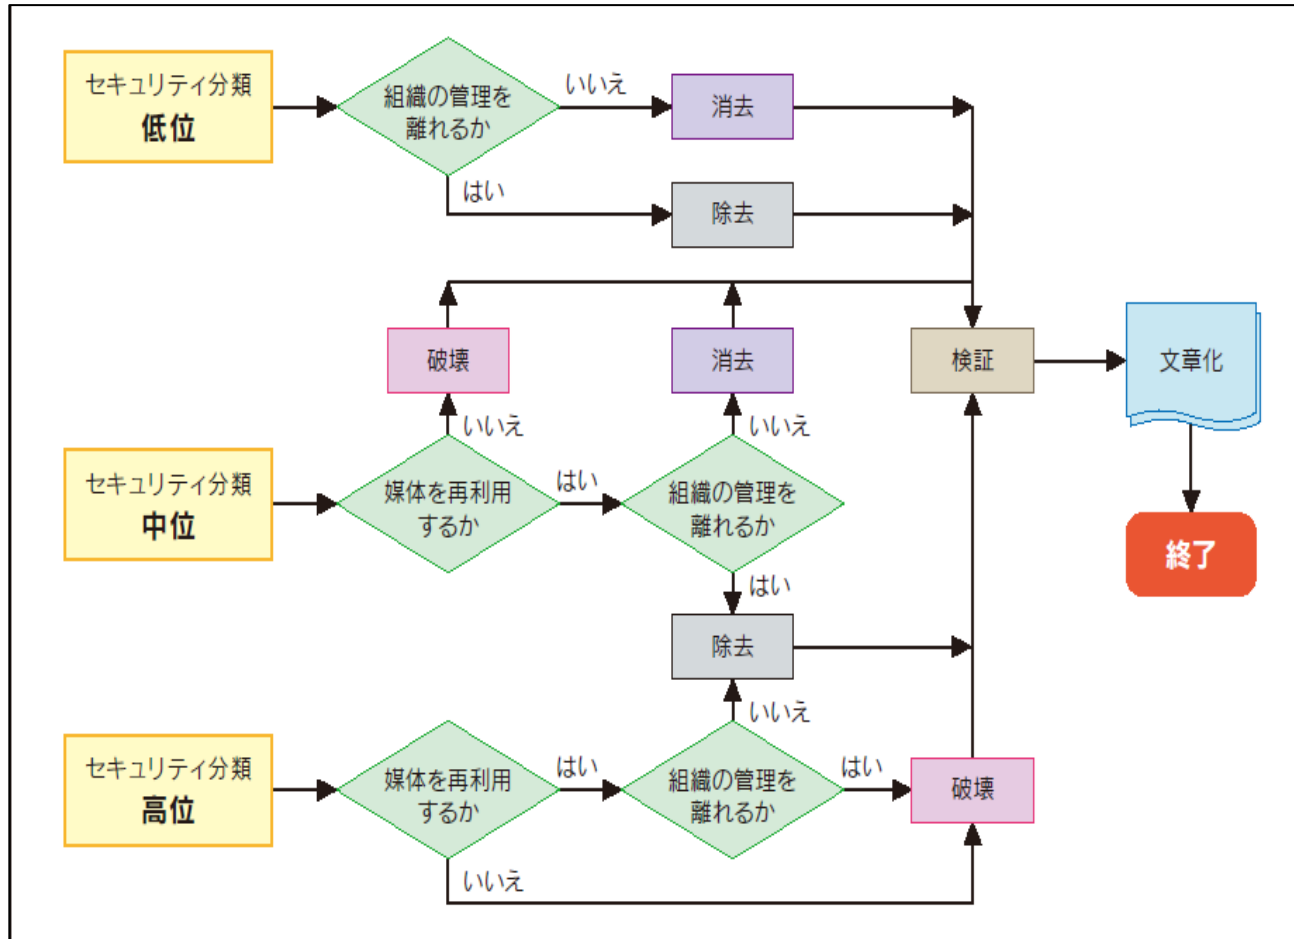 セキュリティ分類
低位
組織の管理を
離れるか
いいえ
消去
はい
除去
破壊
消去
検証
文章化
いいえ
いいえ
セキュリティ分類
中位
媒体を再利用
するか
はい
組織の管理を
離れるか
終了
はい
除去
いいえ
セキュリティ分類
高位
媒体を再利用
するか
はい
組織の管理を
離れるか
はい
破壊
いいえ